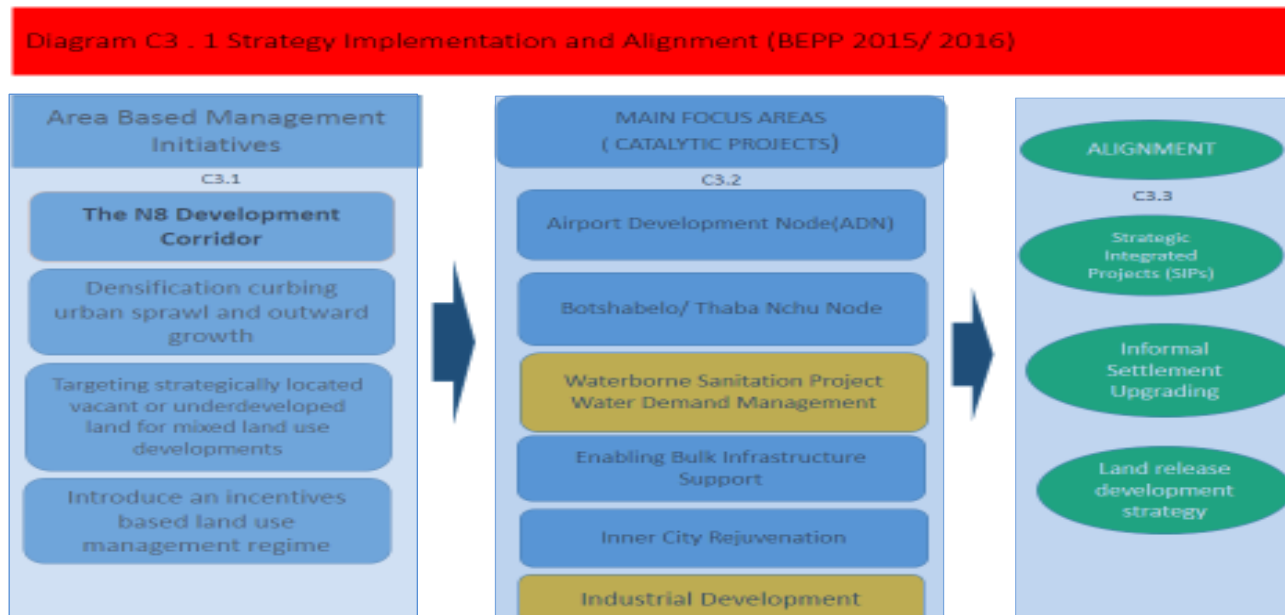 Diagram C3 . 1 Strategy Implementation and Alignment (BEPP 2015/ 2016)
Area Based Management
Initiatives
C3.1
The N8 Development
Corridor
Densification curbing
urban sprawl and outward
growth
Targeting strategically located
vacant or underdeveloped
land for mixed land use
developments
Introduce an incentives
based land use
management regime
MAIN FOCUS AREAS
( CATALYTIC PROJECTS)
C3.2
Airport Development Node(ADN)
Botshabelo/ Thaba Nchu Node
Waterborne Sanitation Project
Water Demand Management
Enabling Bulk Infrastructure
Support
Inner City Rejuvenation
Industrial Development
ALIGNMENT
C3.3
Strategic
Integrated
Projects (SIPs)
Informal
Settlement
Upgrading
Land release
development
strategy